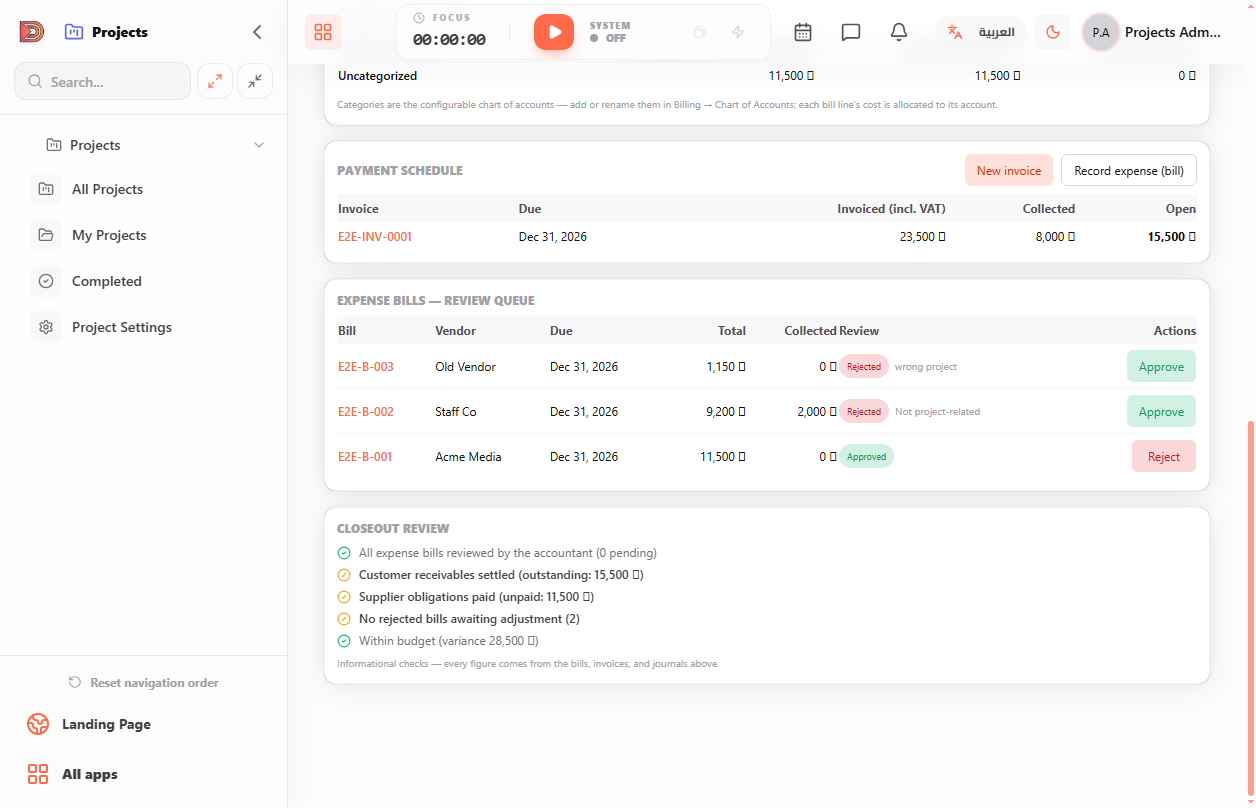 Projects
Search...
Projects
All Projects
My Projects
Completed
Project Settings
Reset navigation order
Landing Page
All apps
FOCUS
00:00:00
SYSTEM
OFF
العربية
P.A
Projects Adm...
Uncategorized 11,500 11,500 0
Categories are the configurable chart of accounts — add or rename them in Billing → Chart of Accounts; each bill line's cost is allocated to its account.
PAYMENT SCHEDULE
New invoice
Record expense (bill)
Invoice Due Invoiced (incl. VAT) Collected Open
E2E-INV-0001 Dec 31, 2026 23,500 8,000 15,500
EXPENSE BILLS — REVIEW QUEUE
Bill Vendor Due Total Collected Review Actions
E2E-B-003 Old Vendor Dec 31, 2026 1,150 0 Rejected wrong project Approve
E2E-B-002 Staff Co Dec 31, 2026 9,200 2,000 Rejected Not project-related Approve
E2E-B-001 Acme Media Dec 31, 2026 11,500 0 Approved Reject
CLOSEOUT REVIEW
All expense bills reviewed by the accountant (0 pending)
Customer receivables settled (outstanding: 15,500 )
Supplier obligations paid (unpaid: 11,500 )
No rejected bills awaiting adjustment (2)
Within budget (variance 28,500 )
Informational checks — every figure comes from the bills, invoices, and journals above.